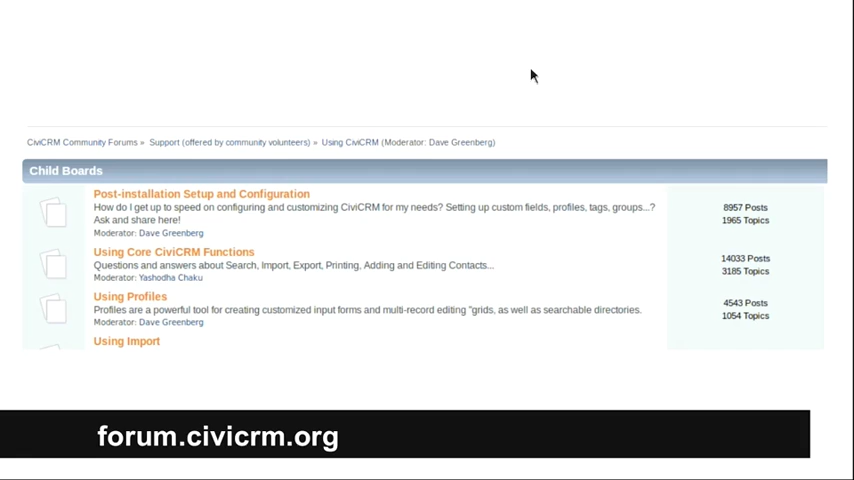 CiviCRM Community Forums » Support (offered by community volunteers) » Using CiviCRM (Moderator: Dave Greenberg)
Child Boards
Post-installation Setup and Configuration
How do I get up to speed on configuring and customizing CiviCRM for my needs? Setting up custom fields, profiles, tags, groups...?
Ask and share here!
Moderator: Dave Greenberg
8957 Posts
1965 Topics
Using Core CiviCRM Functions
Questions and answers about Search, Import, Export, Printing, Adding and Editing Contacts...
Moderator: Yashodha Chaku
14033 Posts
3185 Topics
Using Profiles
Profiles are a powerful tool for creating customized input forms and multi-record editing "grids, as well as searchable directories.
Moderator: Dave Greenberg
4543 Posts
1054 Topics
Using Import
forum.civicrm.org